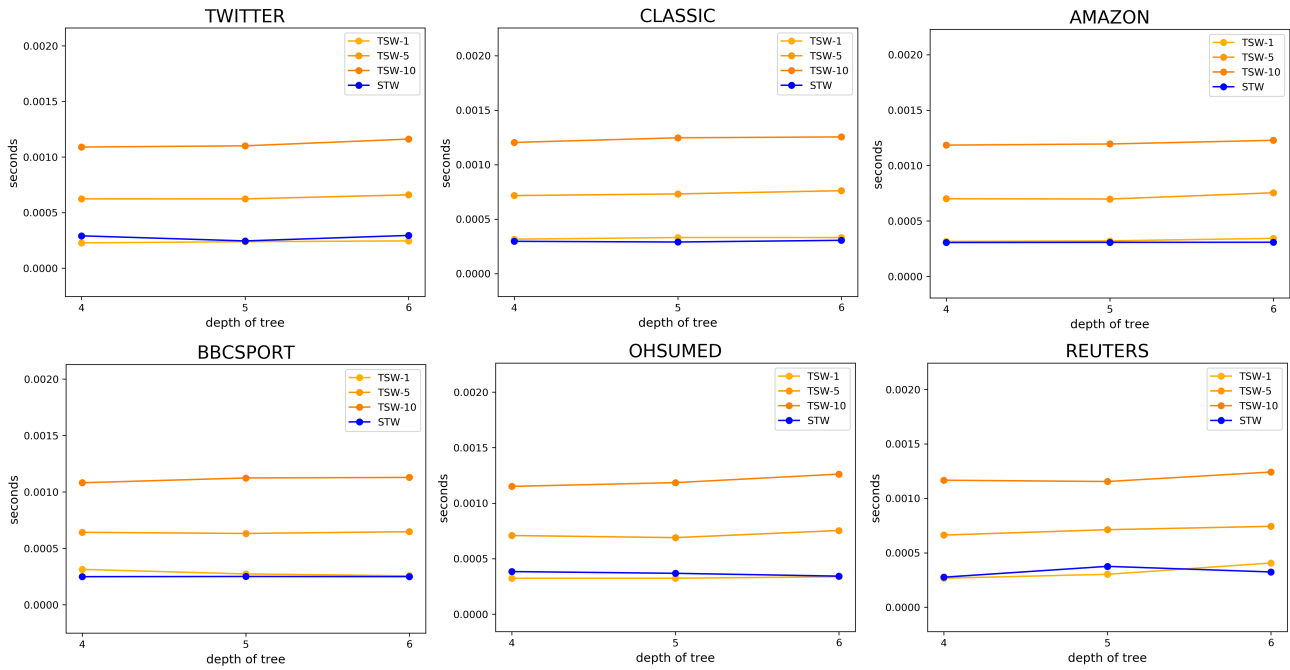 TWITTER
TSW-1
TSW-5
TSW-10
STW
0.0020
0.0015
0.0010
0.0005
0.0000
seconds
4 5 6
depth of tree
CLASSIC
TSW-1
TSW-5
TSW-10
STW
0.0020
0.0015
0.0010
0.0005
0.0000
seconds
4 5 6
depth of tree
AMAZON
TSW-1
TSW-5
TSW-10
STW
0.0020
0.0015
0.0010
0.0005
0.0000
seconds
4 5 6
depth of tree
BBCSPORT
TSW-1
TSW-5
TSW-10
STW
0.0020
0.0015
0.0010
0.0005
0.0000
seconds
4 5 6
depth of tree
OHSUMED
TSW-1
TSW-5
TSW-10
STW
0.0020
0.0015
0.0010
0.0005
0.0000
seconds
4 5 6
depth of tree
REUTERS
TSW-1
TSW-5
TSW-10
STW
0.0020
0.0015
0.0010
0.0005
0.0000
seconds
4 5 6
depth of tree